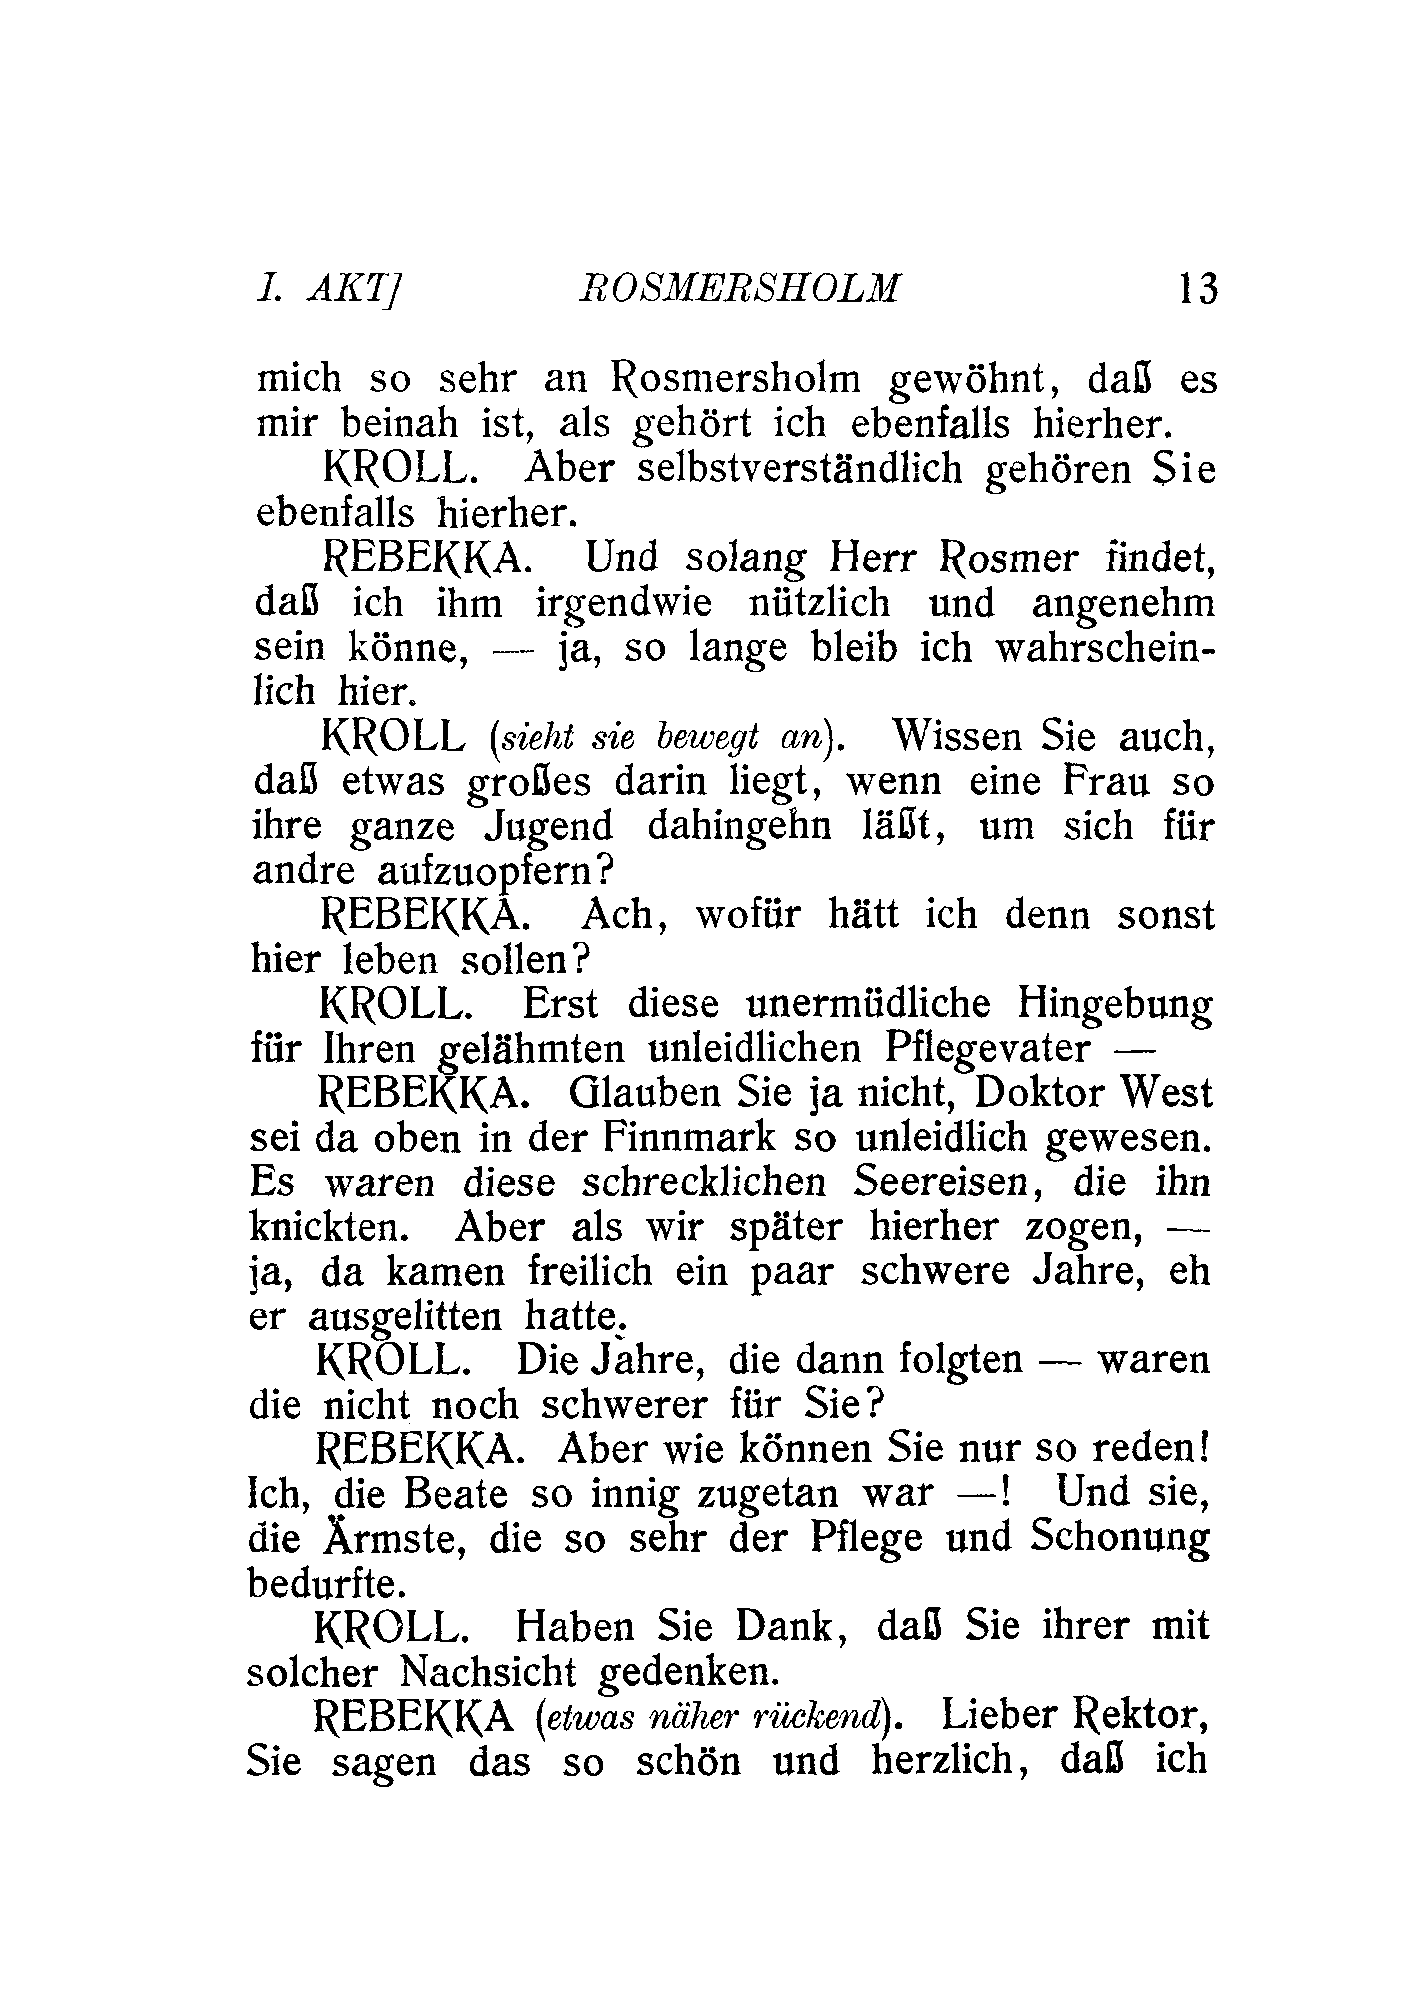 I. AKT] ROSMERSHOLM 13
mich so sehr an Rosmersholm gewöhnt, daß es
mir beinah ist, als gehört ich ebenfalls hierher.
KROLL. Aber selbstverständlich gehören Sie
ebenfalls hierher.
REBEKKA. Und solang Herr Rosmer findet,
daß ich ihm irgendwie nützlich und angenehm
sein könne, — ja, so lange bleib ich wahrschein-
lich hier.
KROLL (sieht sie bewegt an). Wissen Sie auch,
daß etwas großes darin liegt, wenn eine Frau so
ihre ganze Jugend dahingehn läßt, um sich für
andre aufzuopfern?
REBEKKA. Ach, wofür hätt ich denn sonst
hier leben sollen?
KROLL. Erst diese unermüdliche Hingebung
für Ihren gelähmten unleidlichen Pflegevater —
REBEKKA. Glauben Sie ja nicht, Doktor West
sei da oben in der Finnmark so unleidlich gewesen.
Es waren diese schrecklichen Seereisen, die ihn
knickten. Aber als wir später hierher zogen, —
ja, da kamen freilich ein paar schwere Jahre, eh
er ausgelitten hatte.
KROLL. Die Jahre, die dann folgten — waren
die nicht noch schwerer für Sie?
REBEKKA. Aber wie können Sie nur so reden!
Ich, die Beate so innig zugetan war —! Und sie,
die Ärmste, die so sehr der Pflege und Schonung
bedurfte.
KROLL. Haben Sie Dank, daß Sie ihrer mit
solcher Nachsicht gedenken.
REBEKKA (etwas näher rückend). Lieber Rektor,
Sie sagen das so schön und herzlich, daß ich